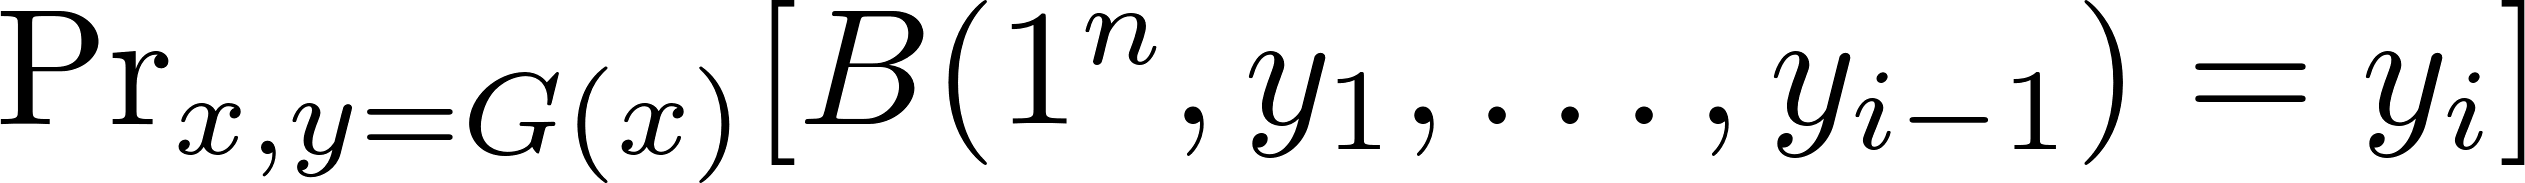 Pr_{x,y=G(x)} [B(1^n, y_1, . . . , y_{i−1}) = y_i]